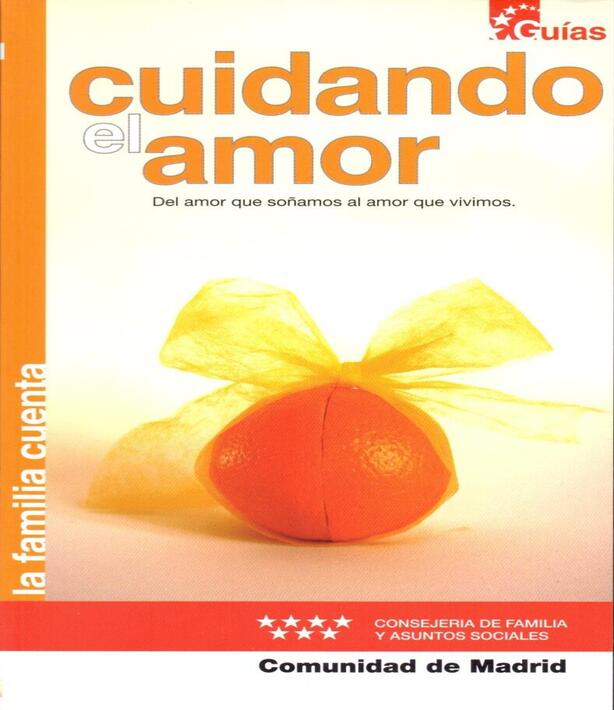 Guías
cuidando
el amor
Del amor que soñamos al amor que vivimos.
la familia cuenta
CONSEJERIA DE FAMILIA
Y ASUNTOS SOCIALES
Comunidad de Madrid